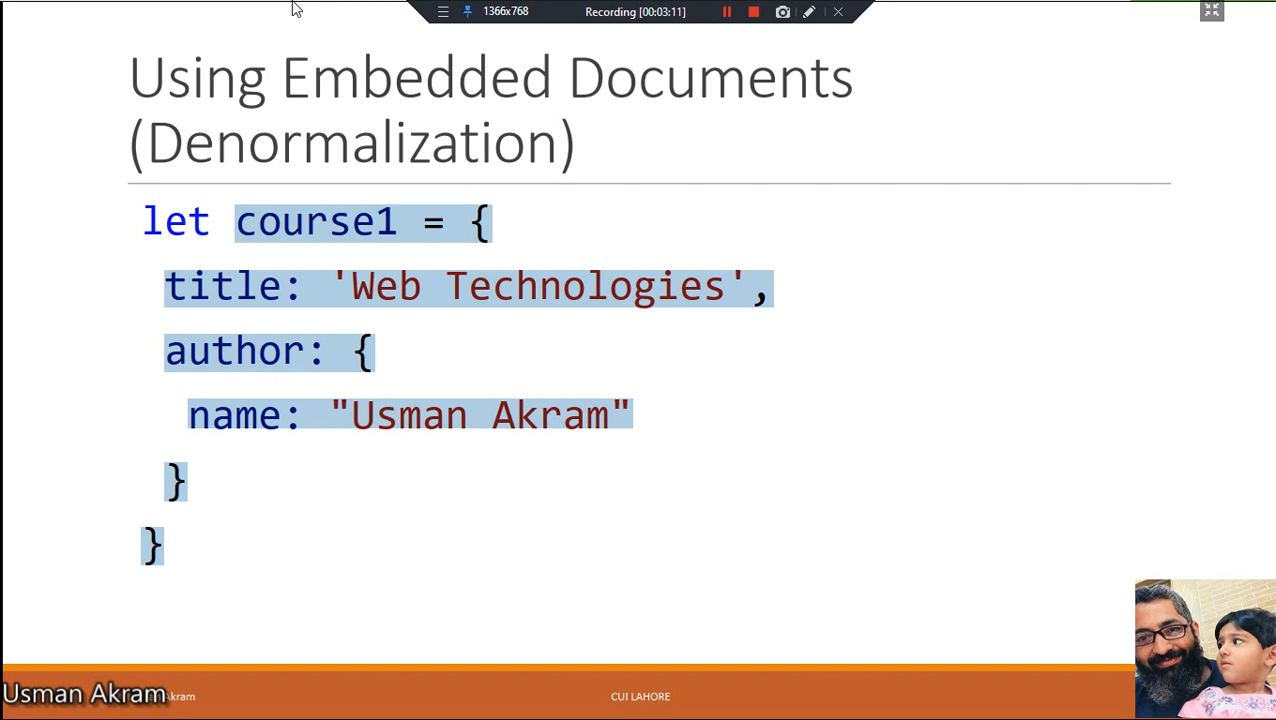 1366x768 Recording [00:03:11]
Using Embedded Documents
(Denormalization)
let course1 = {
title: 'Web Technologies',
author: {
name: "Usman Akram"
}
}
Usman Akram
Akram
CUI LAHORE